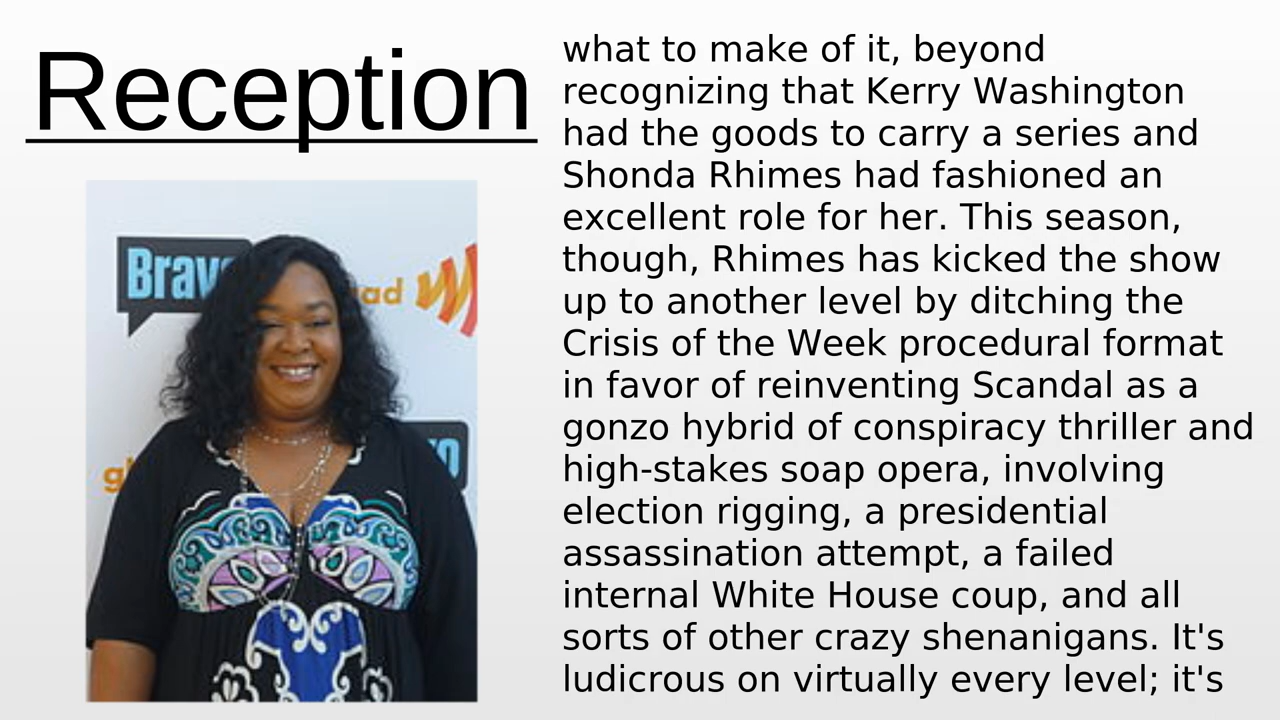 Reception
Bravo
glaad
what to make of it, beyond
recognizing that Kerry Washington
had the goods to carry a series and
Shonda Rhimes had fashioned an
excellent role for her. This season,
though, Rhimes has kicked the show
up to another level by ditching the
Crisis of the Week procedural format
in favor of reinventing Scandal as a
gonzo hybrid of conspiracy thriller and
high-stakes soap opera, involving
election rigging, a presidential
assassination attempt, a failed
internal White House coup, and all
sorts of other crazy shenanigans. It's
ludicrous on virtually every level; it's